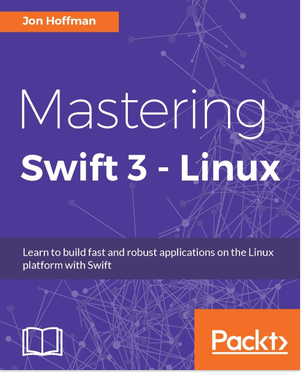 Jon Hoffman
Mastering
Swift 3 - Linux
Learn to build fast and robust applications on the Linux
platform with Swift
Packt>